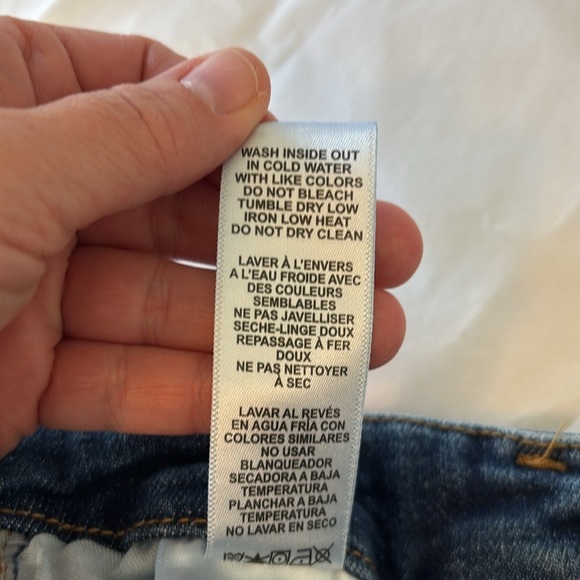 WASH INSIDE OUT
IN COLD WATER
WITH LIKE COLORS
DO NOT BLEACH
TUMBLE DRY LOW
IRON LOW HEAT
DO NOT DRY CLEAN
LAVER À L'ENVERS
A L'EAU FROIDE AVEC
DES COULEURS
SEMBLABLES
NE PAS JAVELLISER
SECHE-LINGE DOUX
REPASSAGE À FER
DOUX
NE PAS NETTOYER
À SEC
LAVAR AL REVÉS
EN AGUA FRÍA CON
COLORES SIMILARES
NO USAR
BLANQUEADOR
SECADORA A BAJA
TEMPERATURA
PLANCHAR A BAJA
TEMPERATURA
NO LAVAR EN SECO